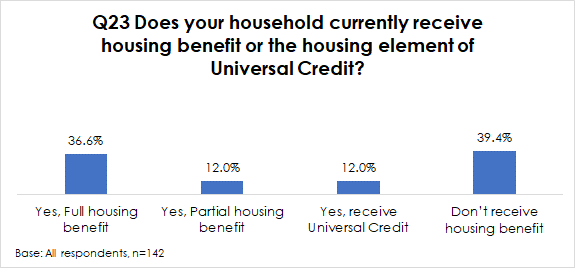 Q23 Does your household currently receive
housing benefit or the housing element of
Universal Credit?
36.6%
12.0%
12.0%
39.4%
Yes, Full housing
benefit
Yes, Partial housing
benefit
Yes, receive
Universal Credit
Don’t receive
housing benefit
Base: All respondents, n=142